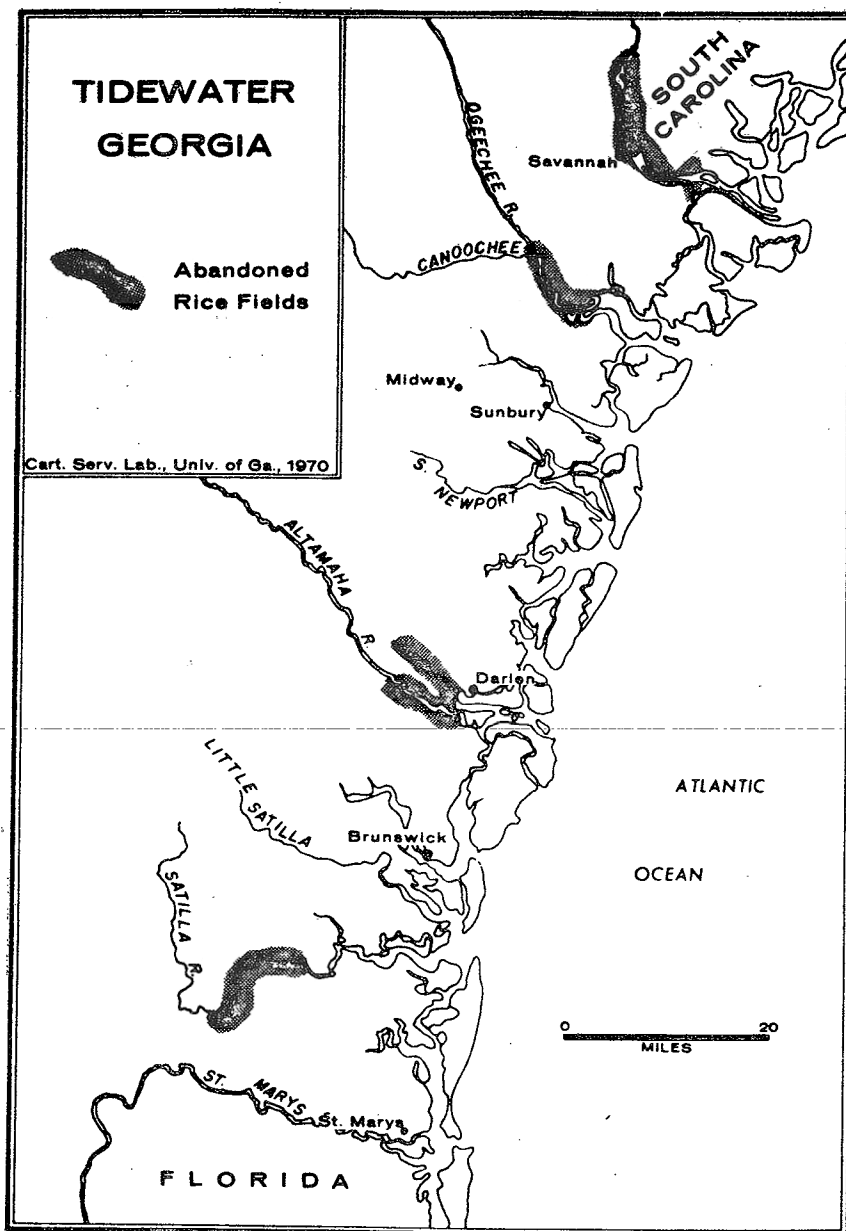 TIDEWATER
GEORGIA
Abandoned
Rice Fields
Cart. Serv. Lab., Univ. of Ga., 1970
SOUTH
CAROLINA
Savannah
OGEECHEE R.
CANOOCHEE
Midway
Sunbury
S. NEWPORT
ALTAMAHA R.
Darien
LITTLE SATILLA
Brunswick
ATLANTIC
OCEAN
SATILLA R.
0 20
MILES
ST. MARYS
St. Marys
FLORIDA